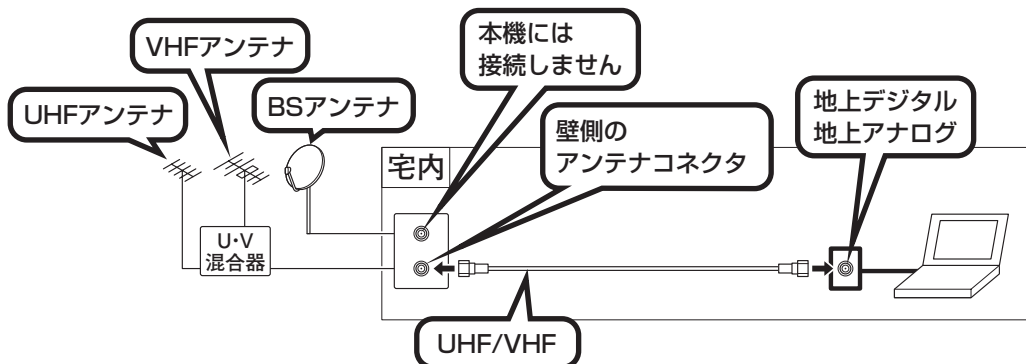 VHFアンテナ
UHFアンテナ
BSアンテナ
本機には
接続しません
壁側の
アンテナコネクタ
地上デジタル
地上アナログ
宅内
U・V
混合器
UHF/VHF